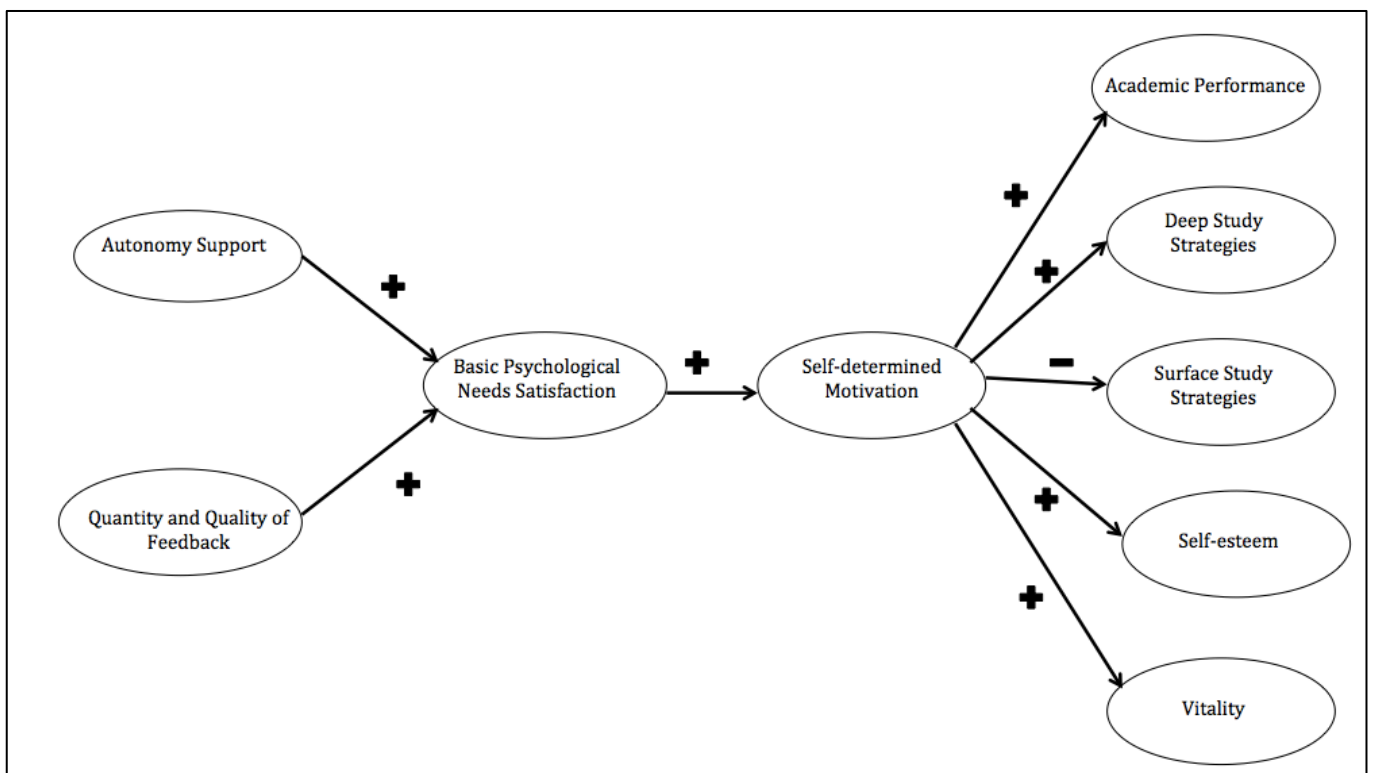 Academic Performance
Deep Study
Strategies
Autonomy Support
Basic Psychological
Needs Satisfaction
Self-determined
Motivation
Surface Study
Strategies
Quantity and Quality of
Feedback
Self-esteem
Vitality